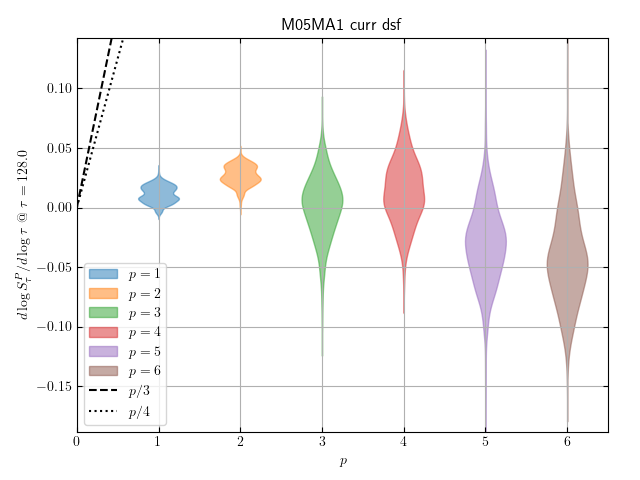 M05MA1 curr dsf
d log S_τ^P / d log τ @ τ = 128.0
0.10
0.05
0.00
−0.05
−0.10
−0.15
p = 1
p = 2
p = 3
p = 4
p = 5
p = 6
p/3
p/4
0 1 2 3 4 5 6
p